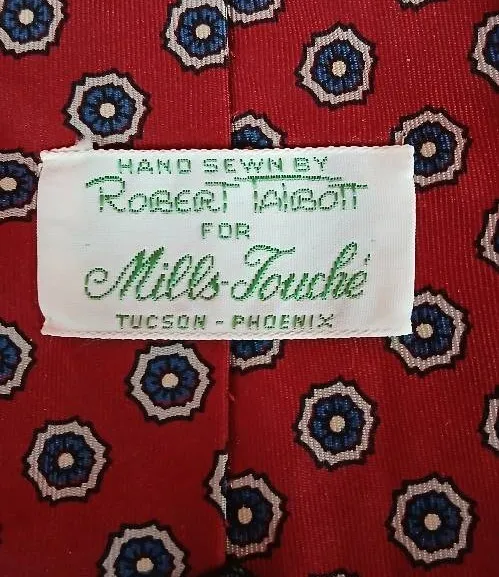 HAND SEWN BY
ROBERT TALBOTT
FOR
Mills-Touché
TUCSON - PHOENIX